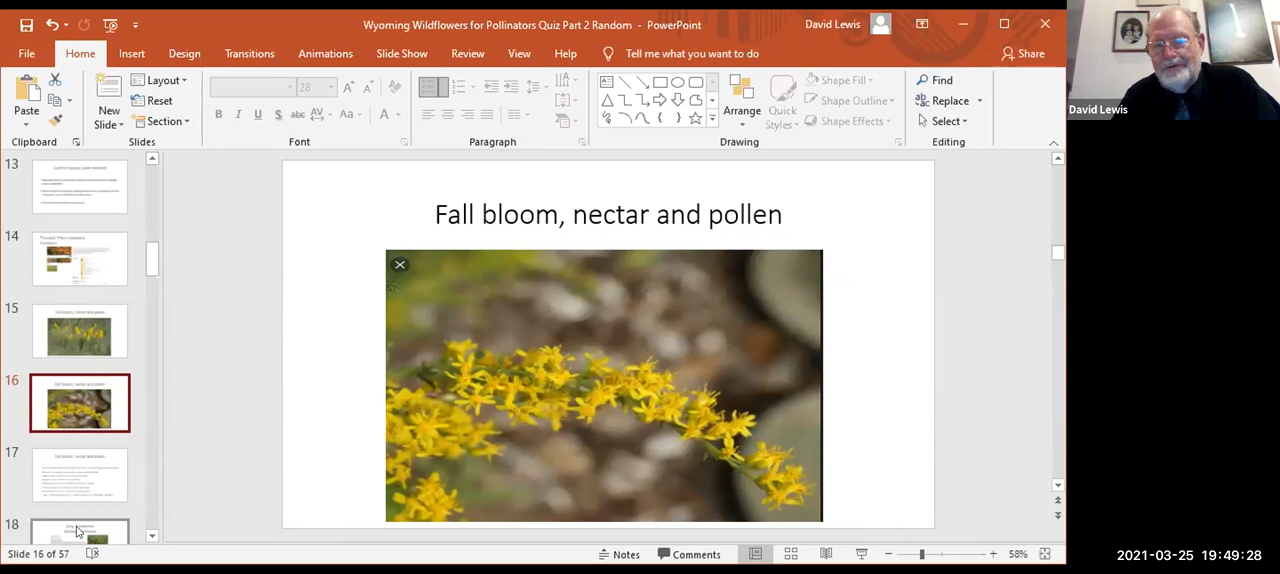 Wyoming Wildflowers for Pollinators Quiz Part 2 Random - PowerPoint
David Lewis
File Home Insert Design Transitions Animations Slide Show Review View Help Tell me what you want to do Share
Paste
New Slide
Layout
Reset
Section
28
B I U S abc AV Aa A
Arrange
Quick Styles
Shape Fill
Shape Outline
Shape Effects
Find
Replace
Select
Clipboard Slides Font Paragraph Drawing Editing
David Lewis
13
14
15
16
17
18
Fall bloom, nectar and pollen
Slide 16 of 57
Notes Comments 58%
2021-03-25 19:49:28